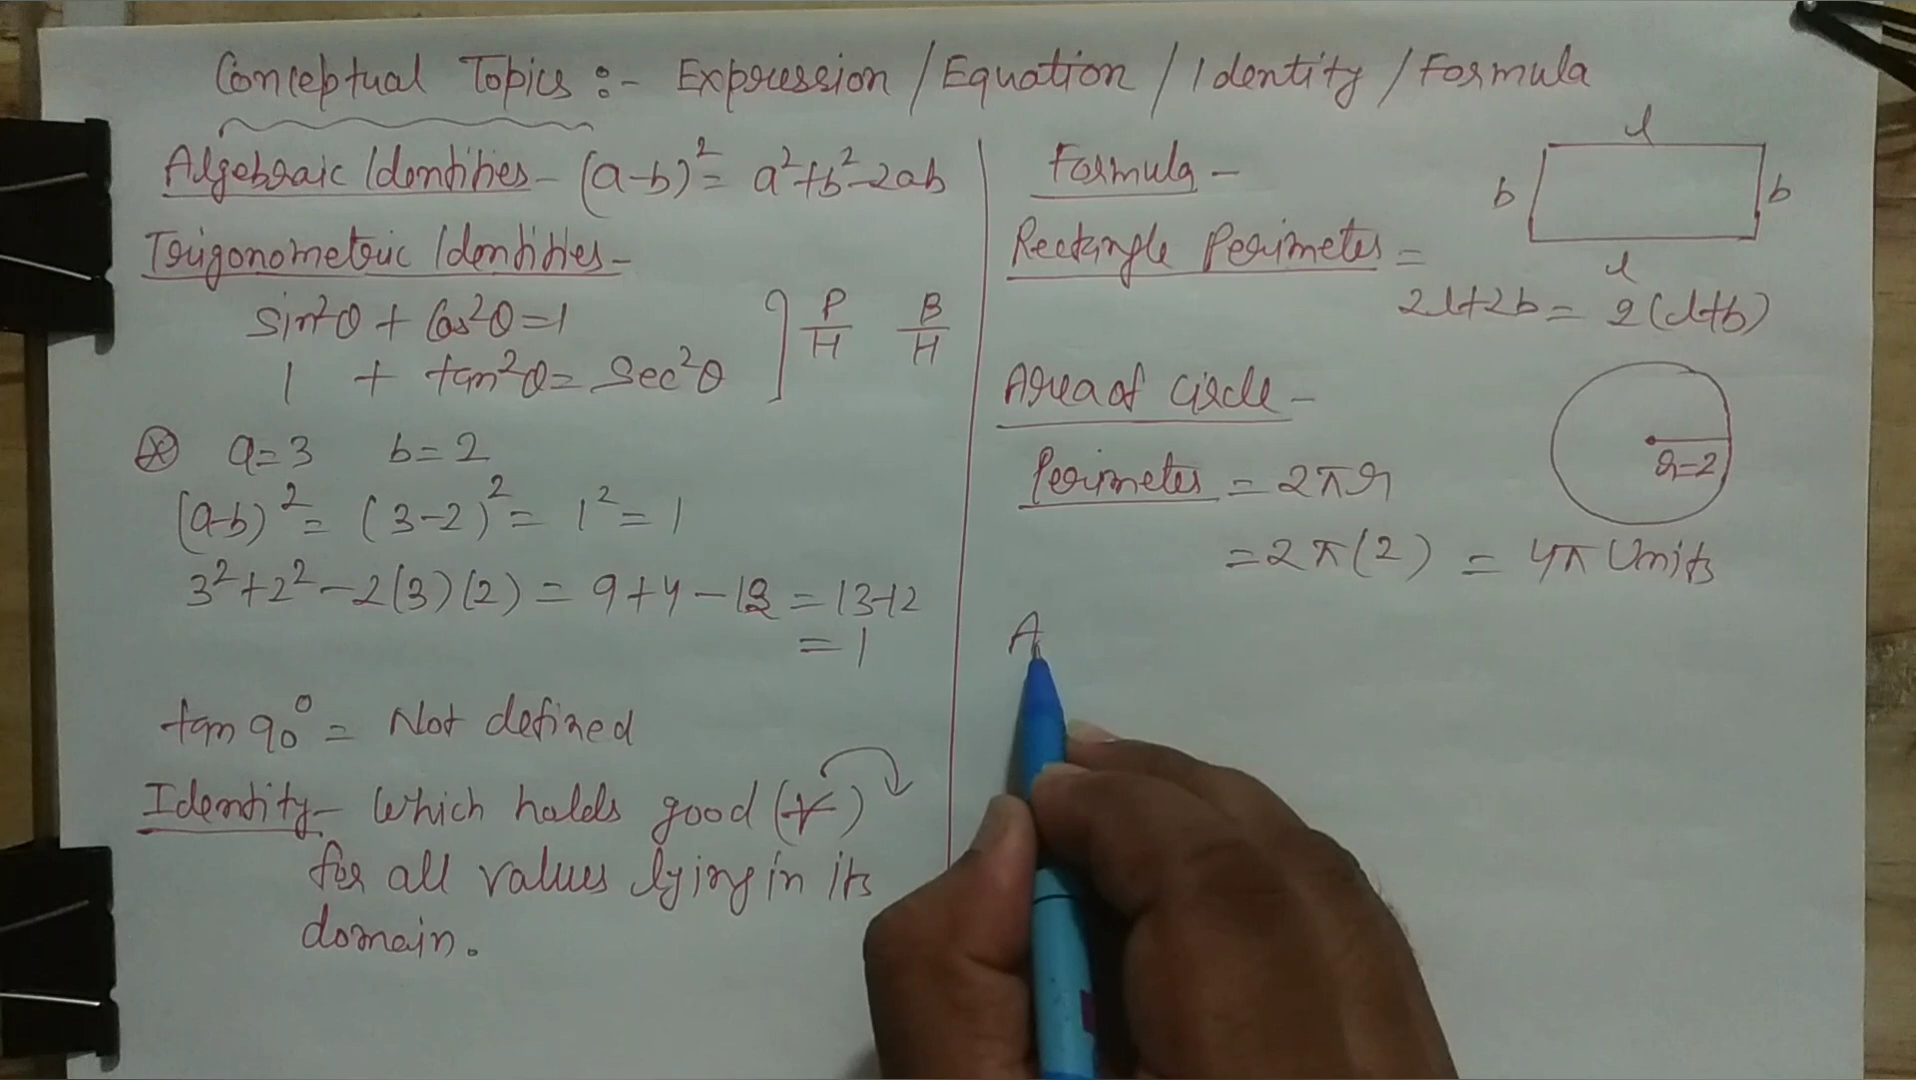 Conceptual Topics :- Expression / Equation / Identity / Formula
Algebraic Identities - (a-b)² = a²+b²-2ab
Trigonometric Identities -
sin²θ + Cos²θ = 1
1 + tan²θ = Sec²θ
P/H B/H
⊗ a=3 b=2
(a-b)² = (3-2)² = 1² = 1
3²+2²-2(3)(2) = 9+4-12 = 13-12
= 1
tan 90° = Not defined
Identity - Which holds good
for all values lying in its
domain.
Formula -
Rectangle Perimeter =
2l+2b = 2(l+b)
l
b
b
l
Area of Circle -
Perimeter = 2πr
= 2π(2) = 4π Units
r=2
A